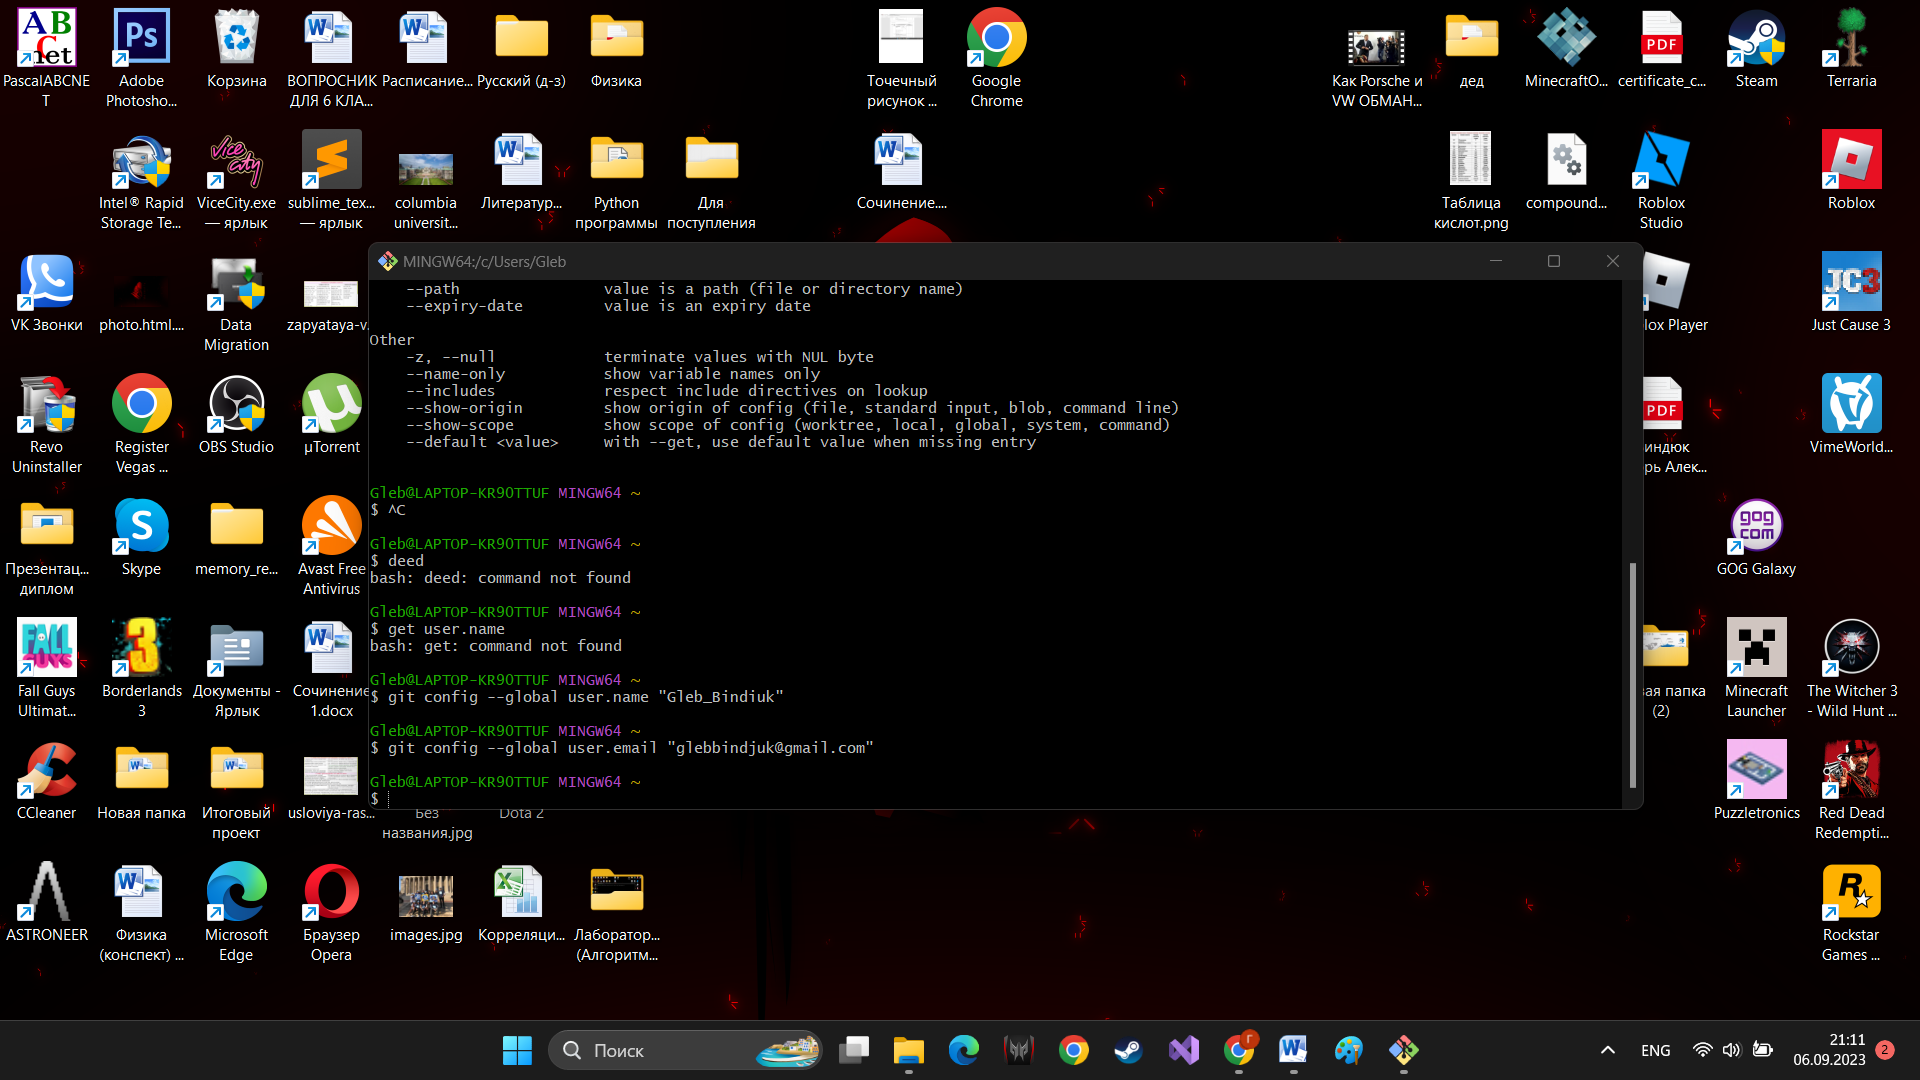 PascalABCNE
T
Adobe
Photosho...
Корзина
ВОПРОСНИК
ДЛЯ 6 КЛА...
Расписание...
Русский (д-з)
Физика
Точечный
рисунок ...
Google
Chrome
Как Porsche и
VW ОБМАН...
дед
MinecraftO...
certificate_c...
Steam
Terraria
Intel® Rapid
Storage Te...
ViceCity.exe
— ярлык
sublime_tex...
— ярлык
columbia
universit...
Литератур...
Python
программы
Для
поступления
Сочинение....
Таблица
кислот.png
compound...
Roblox
Studio
Roblox
MINGW64:/c/Users/Gleb
--path value is a path (file or directory name)
--expiry-date value is an expiry date
Other
-z, --null terminate values with NUL byte
--name-only show variable names only
--includes respect include directives on lookup
--show-origin show origin of config (file, standard input, blob, command line)
--show-scope show scope of config (worktree, local, global, system, command)
--default <value> with --get, use default value when missing entry
Gleb@LAPTOP-KR9OTTUF MINGW64 ~
$ ^C
Gleb@LAPTOP-KR9OTTUF MINGW64 ~
$ deed
bash: deed: command not found
Gleb@LAPTOP-KR9OTTUF MINGW64 ~
$ get user.name
bash: get: command not found
Gleb@LAPTOP-KR9OTTUF MINGW64 ~
$ git config --global user.name "Gleb_Bindiuk"
Gleb@LAPTOP-KR9OTTUF MINGW64 ~
$ git config --global user.email "glebbindjuk@gmail.com"
Gleb@LAPTOP-KR9OTTUF MINGW64 ~
$
VK Звонки
photo.html....
Data
Migration
zapyataya-v.
lox Player
Just Cause 3
Revo
Uninstaller
Register
Vegas ...
OBS Studio
µTorrent
индюк
рь Алек...
VimeWorld...
Презентац...
диплом
Skype
memory_re...
Avast Free
Antivirus
GOG Galaxy
Fall Guys
Ultimat...
Borderlands
3
Документы -
Ярлык
Сочинение
1.docx
вая папка
(2)
Minecraft
Launcher
The Witcher 3
- Wild Hunt ...
CCleaner
Новая папка
Итоговый
проект
usloviya-ras...
Без
названия.jpg
Dota 2
Puzzletronics
Red Dead
Redempti...
ASTRONEER
Физика
(конспект) ...
Microsoft
Edge
Браузер
Opera
images.jpg
Корреляци...
Лаборатор...
(Алгоритм...
Rockstar
Games ...
Поиск
ENG
21:11
06.09.2023
2